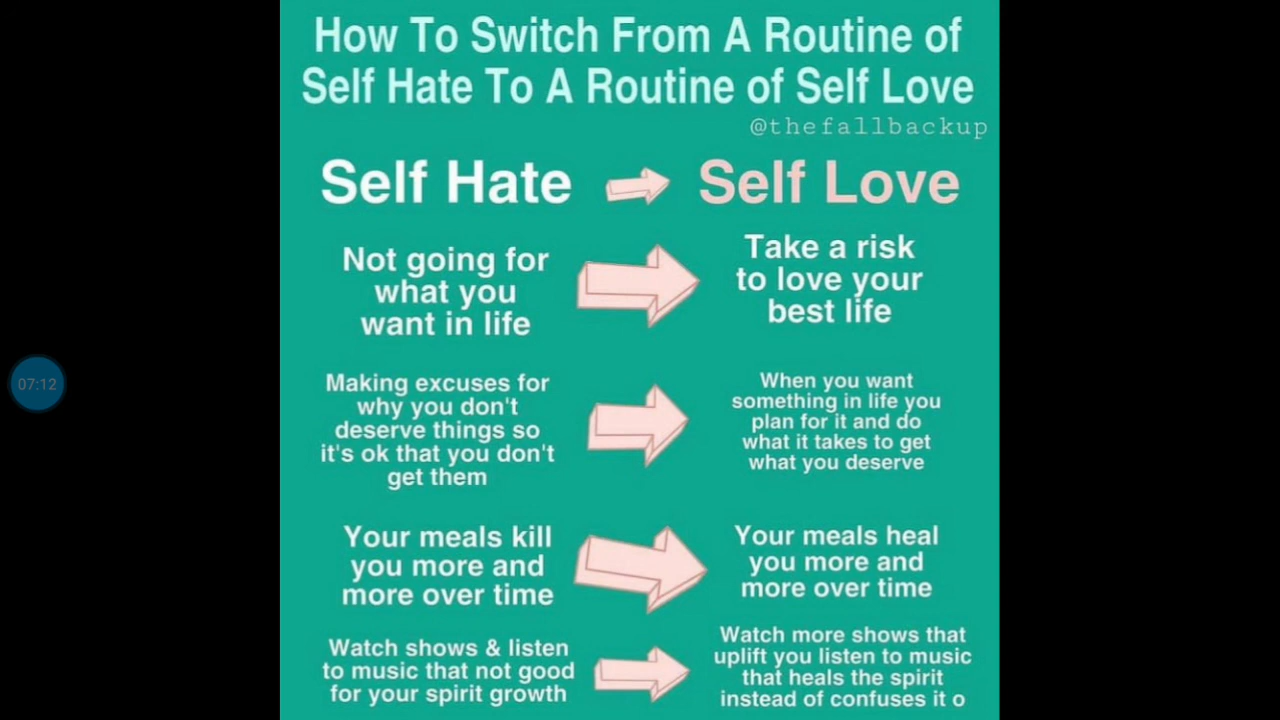 How To Switch From A Routine of
Self Hate To A Routine of Self Love
@thefallbackup
Self Hate
Self Love
Not going for
what you
want in life
Take a risk
to love your
best life
Making excuses for
why you don't
deserve things so
it's ok that you don't
get them
When you want
something in life you
plan for it and do
what it takes to get
what you deserve
Your meals kill
you more and
more over time
Your meals heal
you more and
more over time
Watch shows & listen
to music that not good
for your spirit growth
Watch more shows that
uplift you listen to music
that heals the spirit
instead of confuses it o
07:12